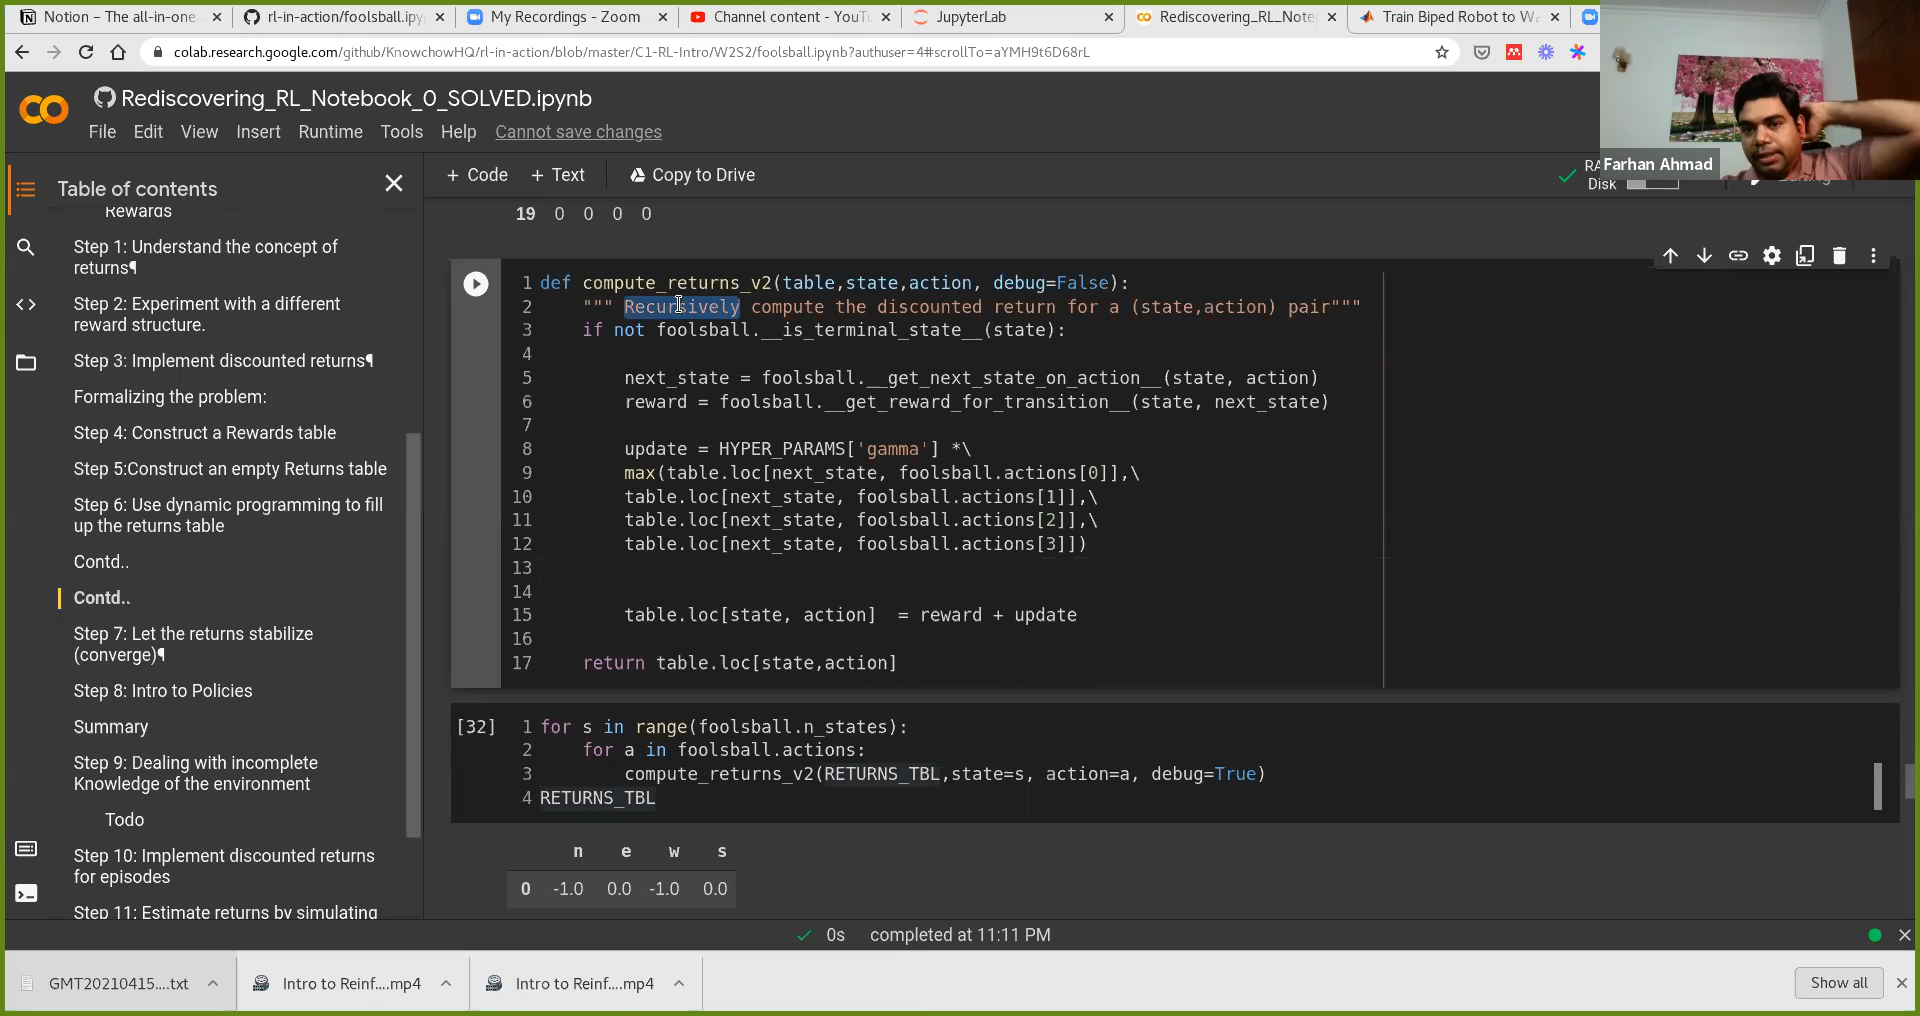 Notion – The all-in-one
rl-in-action/foolsball.ipy
My Recordings - Zoom
Channel content - YouT
JupyterLab
Rediscovering_RL_Note
Train Biped Robot to Wa
colab.research.google.com/github/KnowchowHQ/rl-in-action/blob/master/C1-RL-Intro/W2S2/foolsball.ipynb?authuser=4#scrollTo=aYMH9t6D68rL
Rediscovering_RL_Notebook_0_SOLVED.ipynb
File Edit View Insert Runtime Tools Help Cannot save changes
Farhan Ahmad
+ Code + Text Copy to Drive
RA
Disk
Table of contents
Rewards
Step 1: Understand the concept of
returns¶
Step 2: Experiment with a different
reward structure.
Step 3: Implement discounted returns¶
Formalizing the problem:
Step 4: Construct a Rewards table
Step 5:Construct an empty Returns table
Step 6: Use dynamic programming to fill
up the returns table
Contd..
Contd..
Step 7: Let the returns stabilize
(converge)¶
Step 8: Intro to Policies
Summary
Step 9: Dealing with incomplete
Knowledge of the environment
Todo
Step 10: Implement discounted returns
for episodes
Step 11: Estimate returns by simulating
19 0 0 0 0
1 def compute_returns_v2(table,state,action, debug=False):
2 """ Recursively compute the discounted return for a (state,action) pair"""
3 if not foolsball.__is_terminal_state__(state):
4
5 next_state = foolsball.__get_next_state_on_action__(state, action)
6 reward = foolsball.__get_reward_for_transition__(state, next_state)
7
8 update = HYPER_PARAMS['gamma'] *\
9 max(table.loc[next_state, foolsball.actions[0]],\
10 table.loc[next_state, foolsball.actions[1]],\
11 table.loc[next_state, foolsball.actions[2]],\
12 table.loc[next_state, foolsball.actions[3]])
13
14
15 table.loc[state, action] = reward + update
16
17 return table.loc[state,action]
[32] 1 for s in range(foolsball.n_states):
2 for a in foolsball.actions:
3 compute_returns_v2(RETURNS_TBL,state=s, action=a, debug=True)
4 RETURNS_TBL
n e w s
0 -1.0 0.0 -1.0 0.0
0s completed at 11:11 PM
GMT20210415....txt
Intro to Reinf....mp4
Intro to Reinf....mp4
Show all